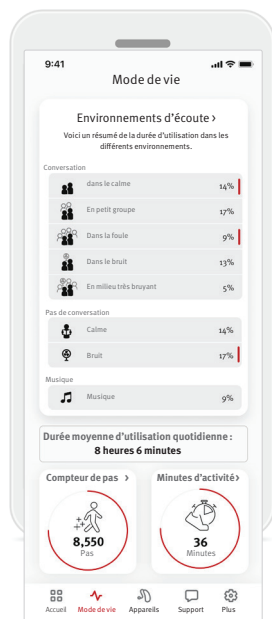 9:41
Mode de vie
Environnements d'écoute ›
Voici un résumé de la durée d'utilisation dans les
différents environnements.
Conversation
dans le calme 14%
En petit groupe 17%
Dans la foule 9%
Dans le bruit 13%
En milieu très bruyant 5%
Pas de conversation
Calme 14%
Bruit 17%
Musique
Musique 9%
Durée moyenne d'utilisation quotidienne :
8 heures 6 minutes
Compteur de pas › Minutes d'activité ›
8,550 36
Pas Minutes
Accueil Mode de vie Appareils Support Plus